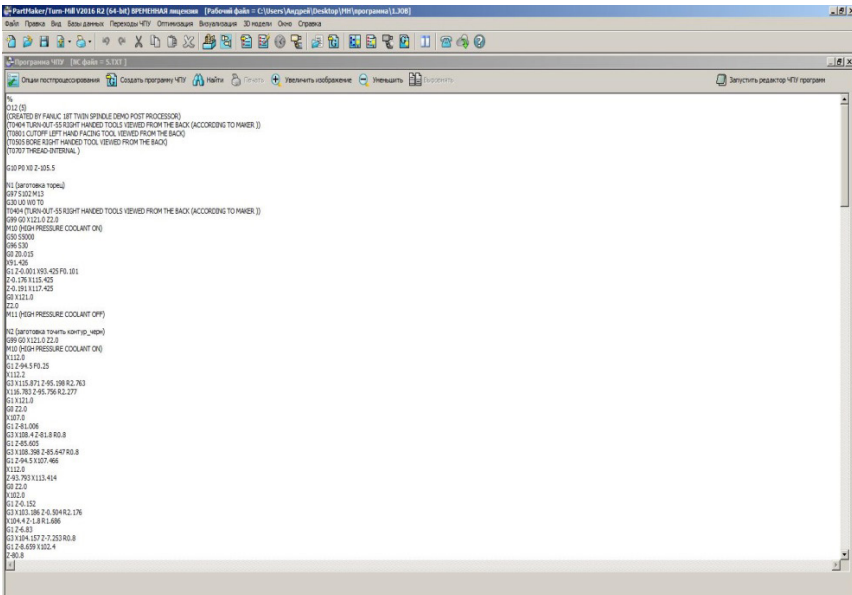 PartMaker/Turn-Mill V2016 R2 (64-bit) ВРЕМЕННАЯ лицензия [Рабочий файл = C:\Users\Андрей\Desktop\МН\программа\1.JOB]
Файл Правка Вид Базы данных Переходы ЧПУ Оптимизация Визуализация 3D модели Окно Справка
Программа ЧПУ [NC файл = 5.TXT ]
Опции постпроцессирования Создать программу ЧПУ Найти Печать Увеличить изображение Уменьшить Запустить редактор ЧПУ программ
%
O12 (5)
(CREATED BY FANUC 18T TWIN SPINDLE DEMO POST PROCESSOR)
(T0404 TURN-OUT-55 RIGHT HANDED TOOLS VIEWED FROM THE BACK (ACCORDING TO MAKER ))
(T0801 CUTOFF LEFT HAND FACING TOOL VIEWED FROM THE BACK)
(T0505 BORE RIGHT HANDED TOOL VIEWED FROM THE BACK)
(T0707 THREAD-INTERNAL )
G10 P0 X0 Z-105.5
N1 (заготовка торец)
G97 S102 M13
G30 U0 W0 T0
T0404 (TURN-OUT-55 RIGHT HANDED TOOLS VIEWED FROM THE BACK (ACCORDING TO MAKER ))
G99 G0 X121.0 Z2.0
M10 (HIGH PRESSURE COOLANT ON)
G50 S5000
G96 S30
G0 Z0.015
X91.426
G1 Z-0.001 X93.425 F0.101
Z-0.176 X115.425
Z-0.191 X117.425
G0 X121.0
Z2.0
M11 (HIGH PRESSURE COOLANT OFF)
N2 (заготовка точить контур_черн)
G99 G0 X121.0 Z2.0
M10 (HIGH PRESSURE COOLANT ON)
X112.0
G1 Z-94.5 F0.25
X112.2
G3 X115.871 Z-95.198 R2.763
X116.783 Z-95.756 R2.277
G1 X121.0
G0 Z2.0
X107.0
G1 Z-81.006
G3 X108.4 Z-81.8 R0.8
G1 Z-85.605
G3 X108.398 Z-85.647 R0.8
G1 Z-94.5 X107.466
X112.0
Z-93.793 X113.414
G0 Z2.0
X102.0
G1 Z-0.152
G3 X103.186 Z-0.504 R2.176
X104.4 Z-1.8 R1.686
G1 Z-6.83
G3 X104.157 Z-7.253 R0.8
G1 Z-8.659 X102.4
Z-80.8